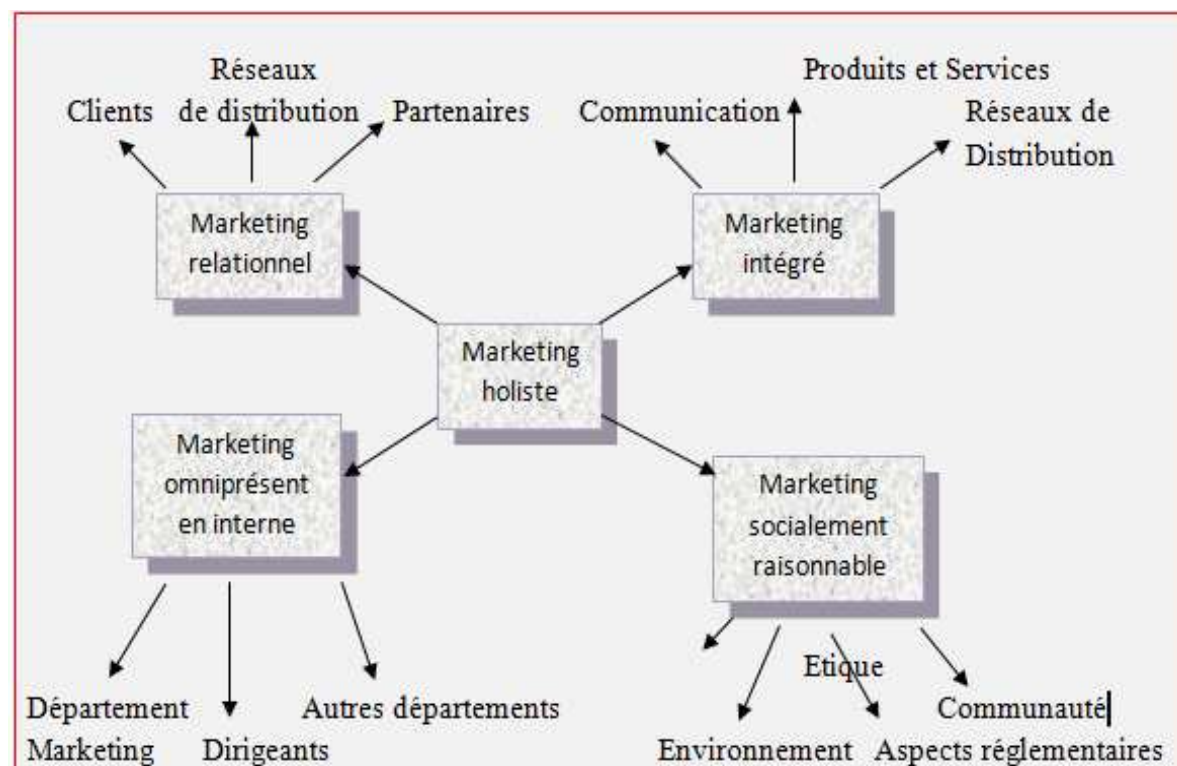 Réseaux
de distribution
Clients
Partenaires
Produits et Services
Communication
Réseaux de
Distribution
Marketing
relationnel
Marketing
intégré
Marketing
holiste
Marketing
omniprésent
en interne
Marketing
socialement
raisonnable
Département
Marketing
Dirigeants
Autres départements
Etique
Communauté
Environnement
Aspects réglementaires